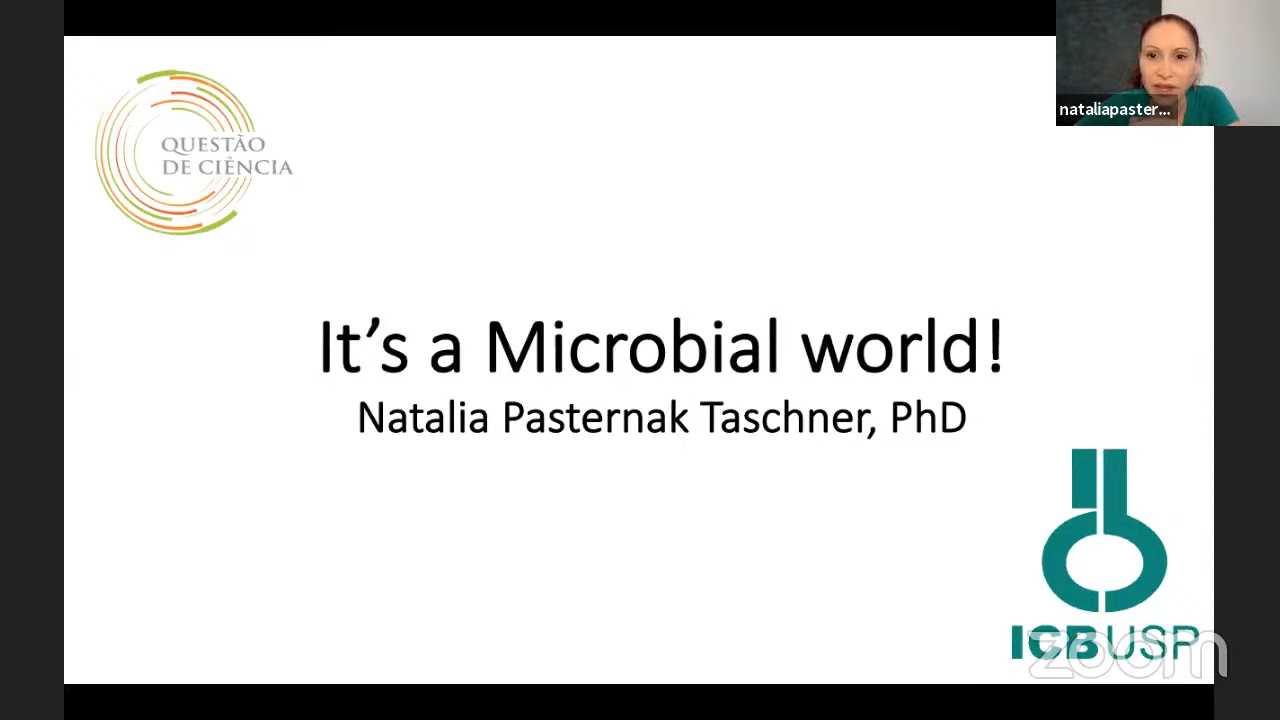 nataliapaster...
QUESTÃO
DE CIÊNCIA
It's a Microbial world!
Natalia Pasternak Taschner, PhD
ICBUSP
zoom